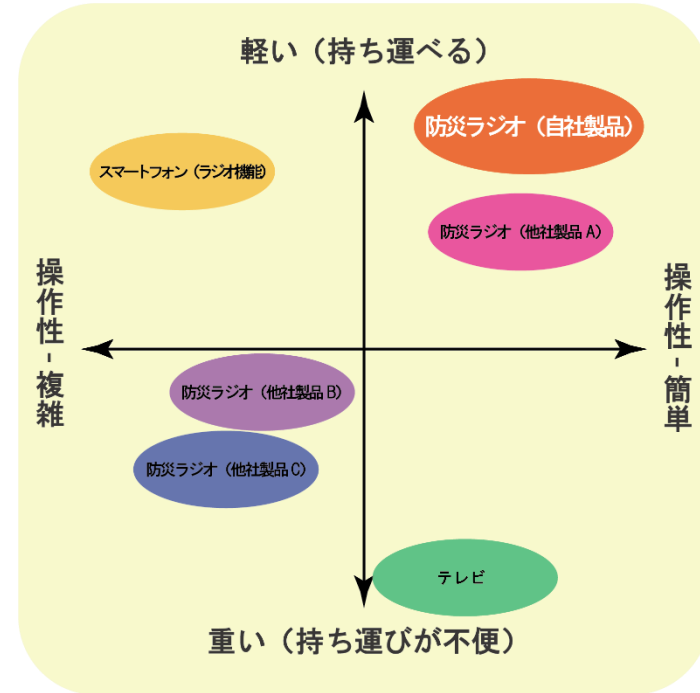 軽い（持ち運べる）
防災ラジオ（自社製品）
スマートフォン（ラジオ機能）
防災ラジオ（他社製品A）
操作性-複雑
操作性-簡単
防災ラジオ（他社製品B）
防災ラジオ（他社製品C）
テレビ
重い（持ち運びが不便）